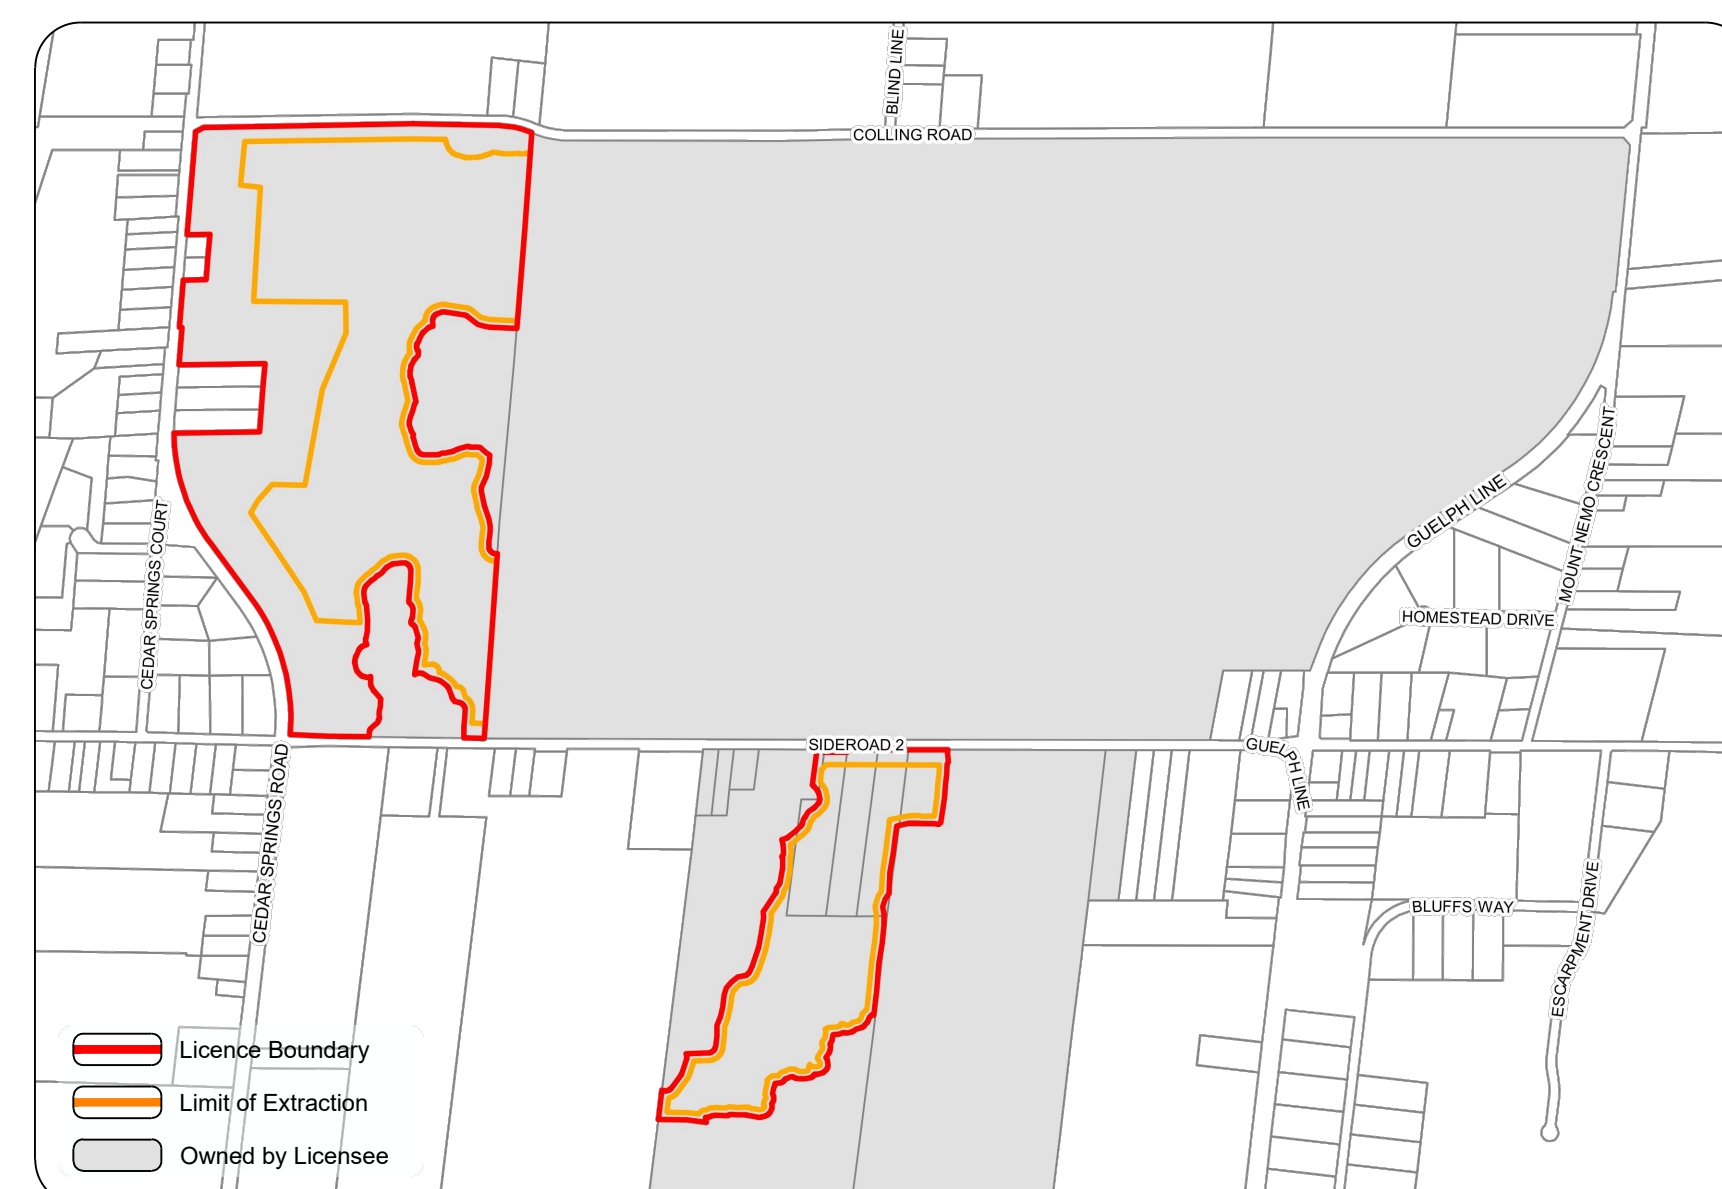 BLIND LINE
COLLING ROAD
GUELPH LINE
MOUNT NEMO CRESCENT
CEDAR SPRINGS COURT
HOMESTEAD DRIVE
SIDEROAD 2
GUELPH LINE
CEDAR SPRINGS ROAD
BLUFFS WAY
ESCARPMENT DRIVE
Licence Boundary
Limit of Extraction
Owned by Licensee